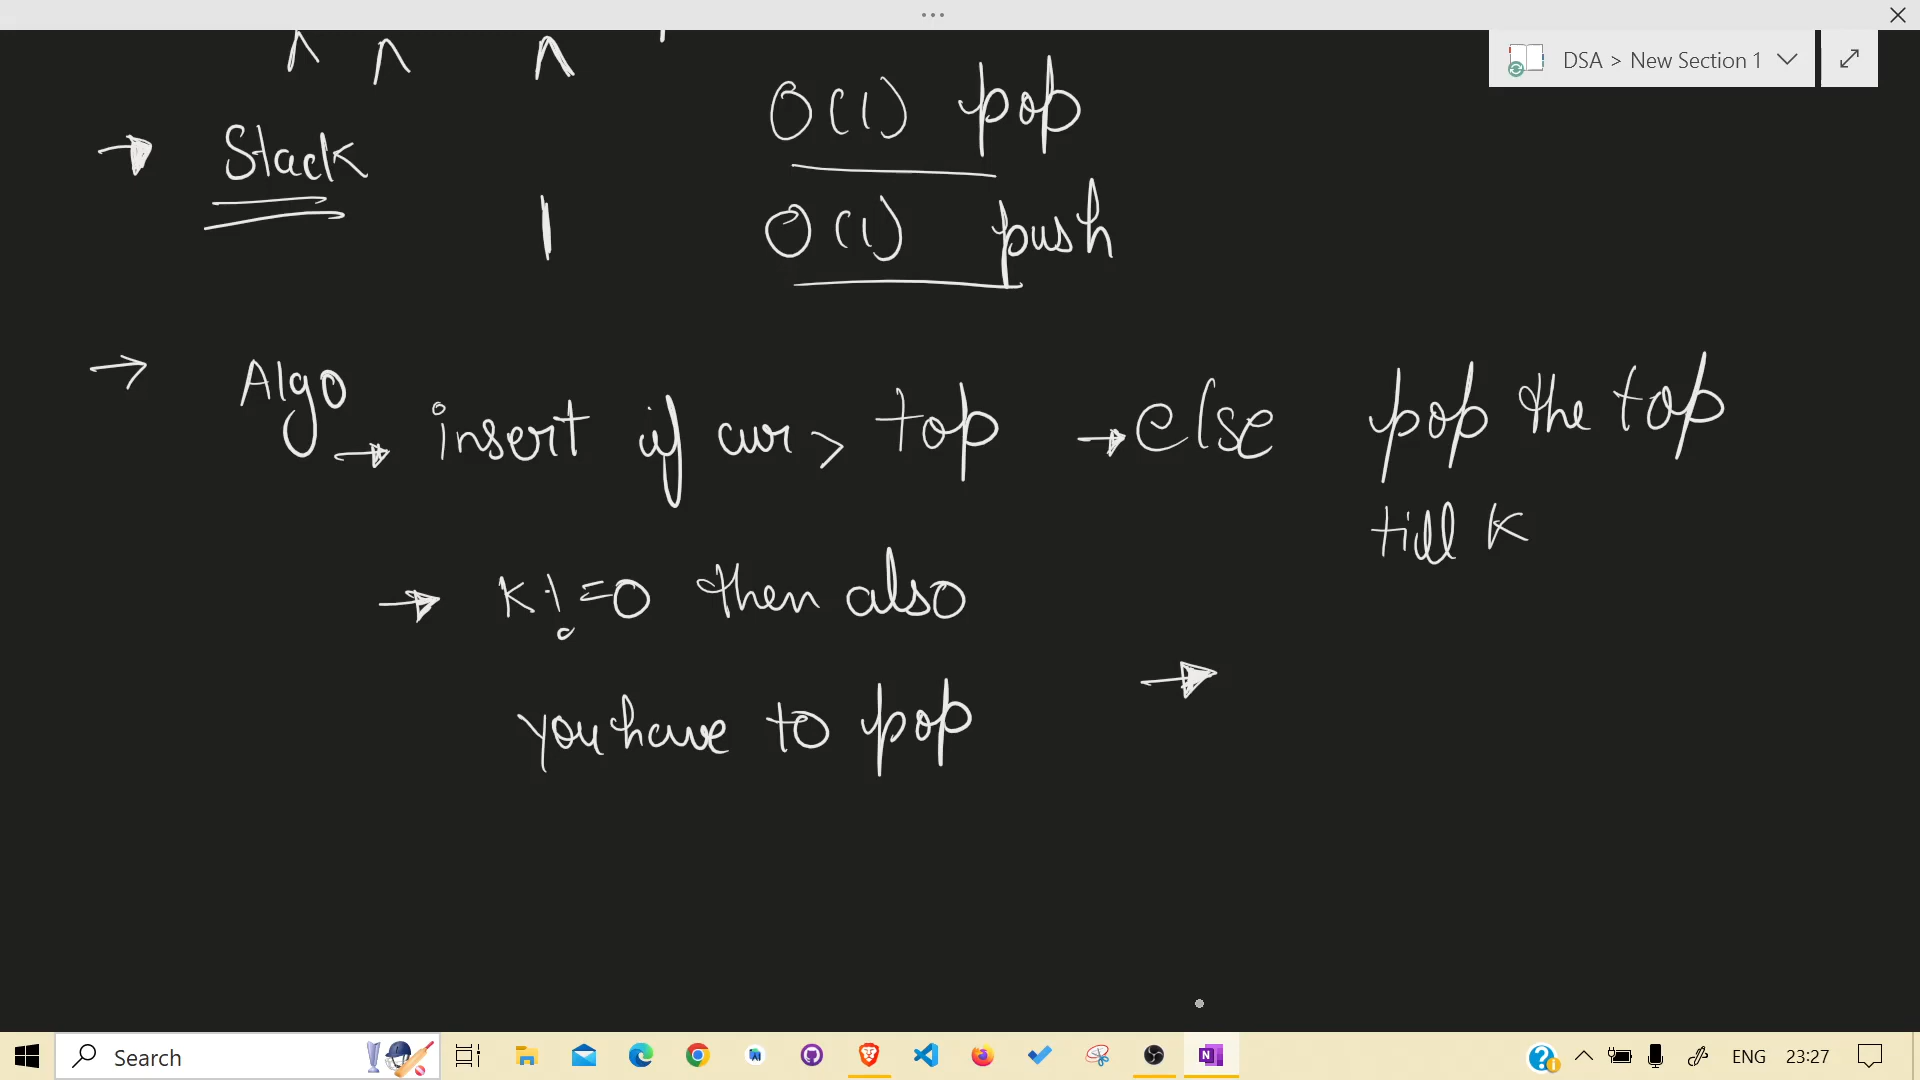 DSA > New Section 1
O(1) pop
Stack
O(1) push
Algo
insert if cur > top → else pop the top
till K
→ K != 0 then also
you have to pop →
Search
ENG 23:27